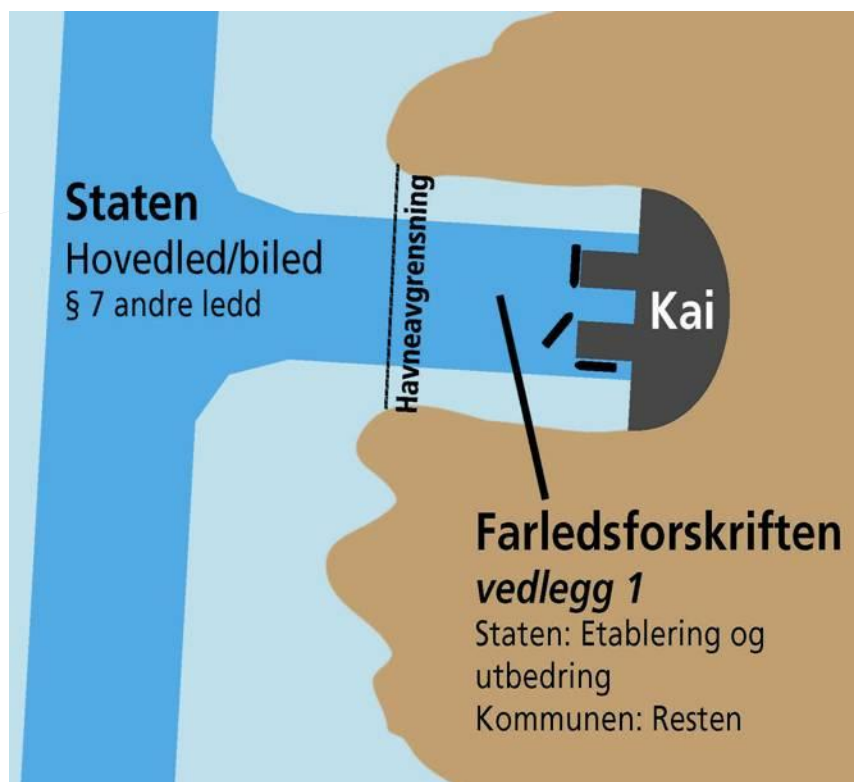 Staten
Hovedled/biled
§ 7 andre ledd
Havneavgrensning
Kai
Farledsforskriften
vedlegg 1
Staten: Etablering og
utbedring
Kommunen: Resten